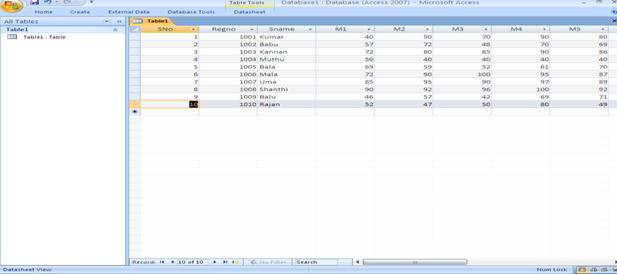 Table Tools Database1 : Database (Access 2007) - Microsoft Access
Home Create External Data Database Tools Datasheet
All Tables
Table1
Table1 : Table
Table1
SNo Regno Sname M1 M2 M3 M4 M5
1 1001 Kumar 40 50 70 90 80
2 1002 Babu 57 72 48 70 69
3 1003 Kannan 72 80 85 90 86
4 1004 Muthu 50 40 40 40 40
5 1005 Bala 69 59 52 61 70
6 1006 Mala 72 90 100 95 87
7 1007 Uma 85 95 90 97 89
8 1008 Shanthi 90 92 96 100 92
9 1009 Balu 46 57 42 69 71
10 1010 Rajan 52 47 50 80 49
Record: 10 of 10 No Filter Search
Datasheet View Num Lock